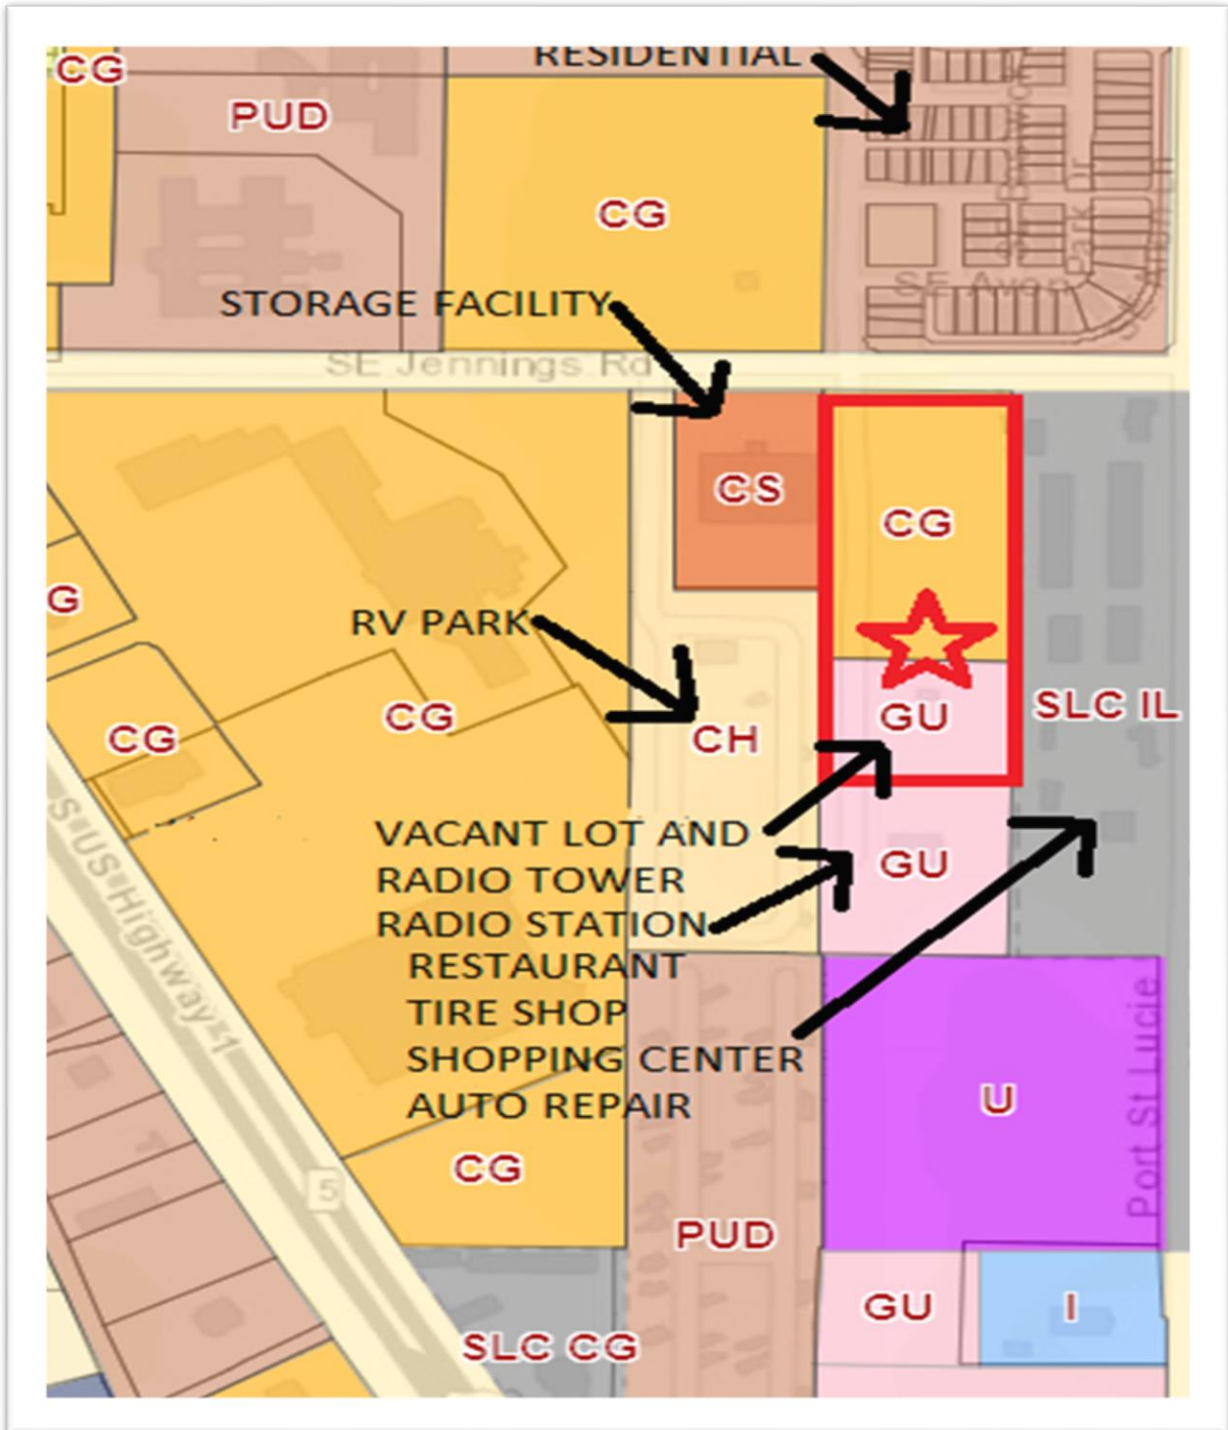 RESIDENTIAL
CG
PUD
CG
SE Avon
STORAGE FACILITY
SE Jennings Rd
CS
CG
G
RV PARK
GU
SLC IL
CG
CG
CH
VACANT LOT AND
RADIO TOWER
RADIO STATION
GU
S US Highway 1
RESTAURANT
TIRE SHOP
SHOPPING CENTER
AUTO REPAIR
U
Port St Lucie
CG
5
PUD
GU
I
SLC CG